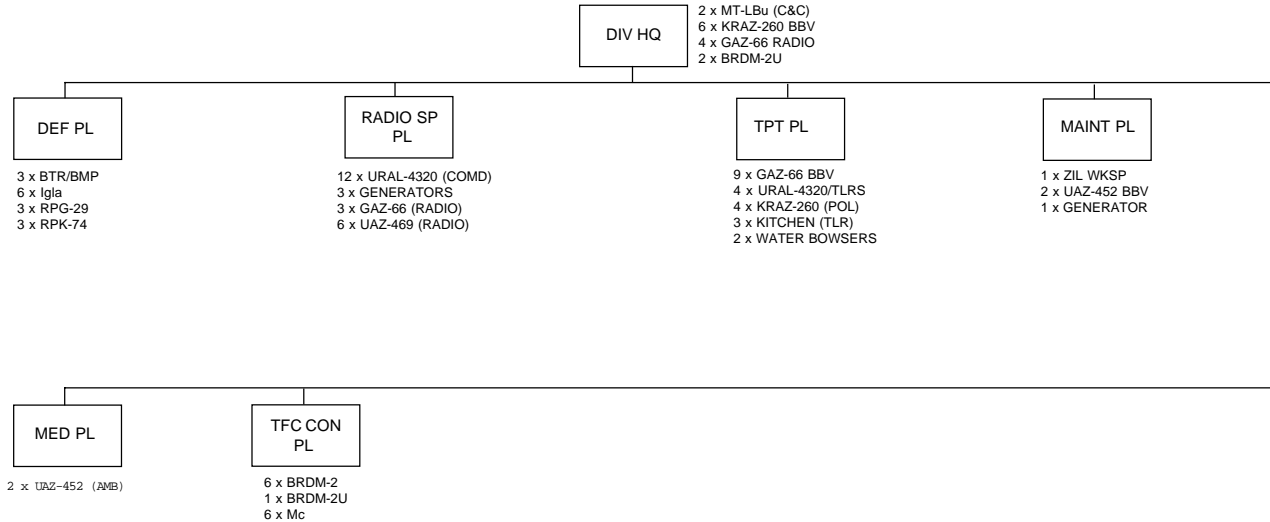 DIV HQ
2 x MT-LBu (C&C)
6 x KRAZ-260 BBV
4 x GAZ-66 RADIO
2 x BRDM-2U
DEF PL
3 x BTR/BMP
6 x Igla
3 x RPG-29
3 x RPK-74
RADIO SP
PL
12 x URAL-4320 (COMD)
3 x GENERATORS
3 x GAZ-66 (RADIO)
6 x UAZ-469 (RADIO)
TPT PL
9 x GAZ-66 BBV
4 x URAL-4320/TLRS
4 x KRAZ-260 (POL)
3 x KITCHEN (TLR)
2 x WATER BOWSERS
MAINT PL
1 x ZIL WKSP
2 x UAZ-452 BBV
1 x GENERATOR
MED PL
2 x UAZ-452 (AMB)
TFC CON
PL
6 x BRDM-2
1 x BRDM-2U
6 x Mc